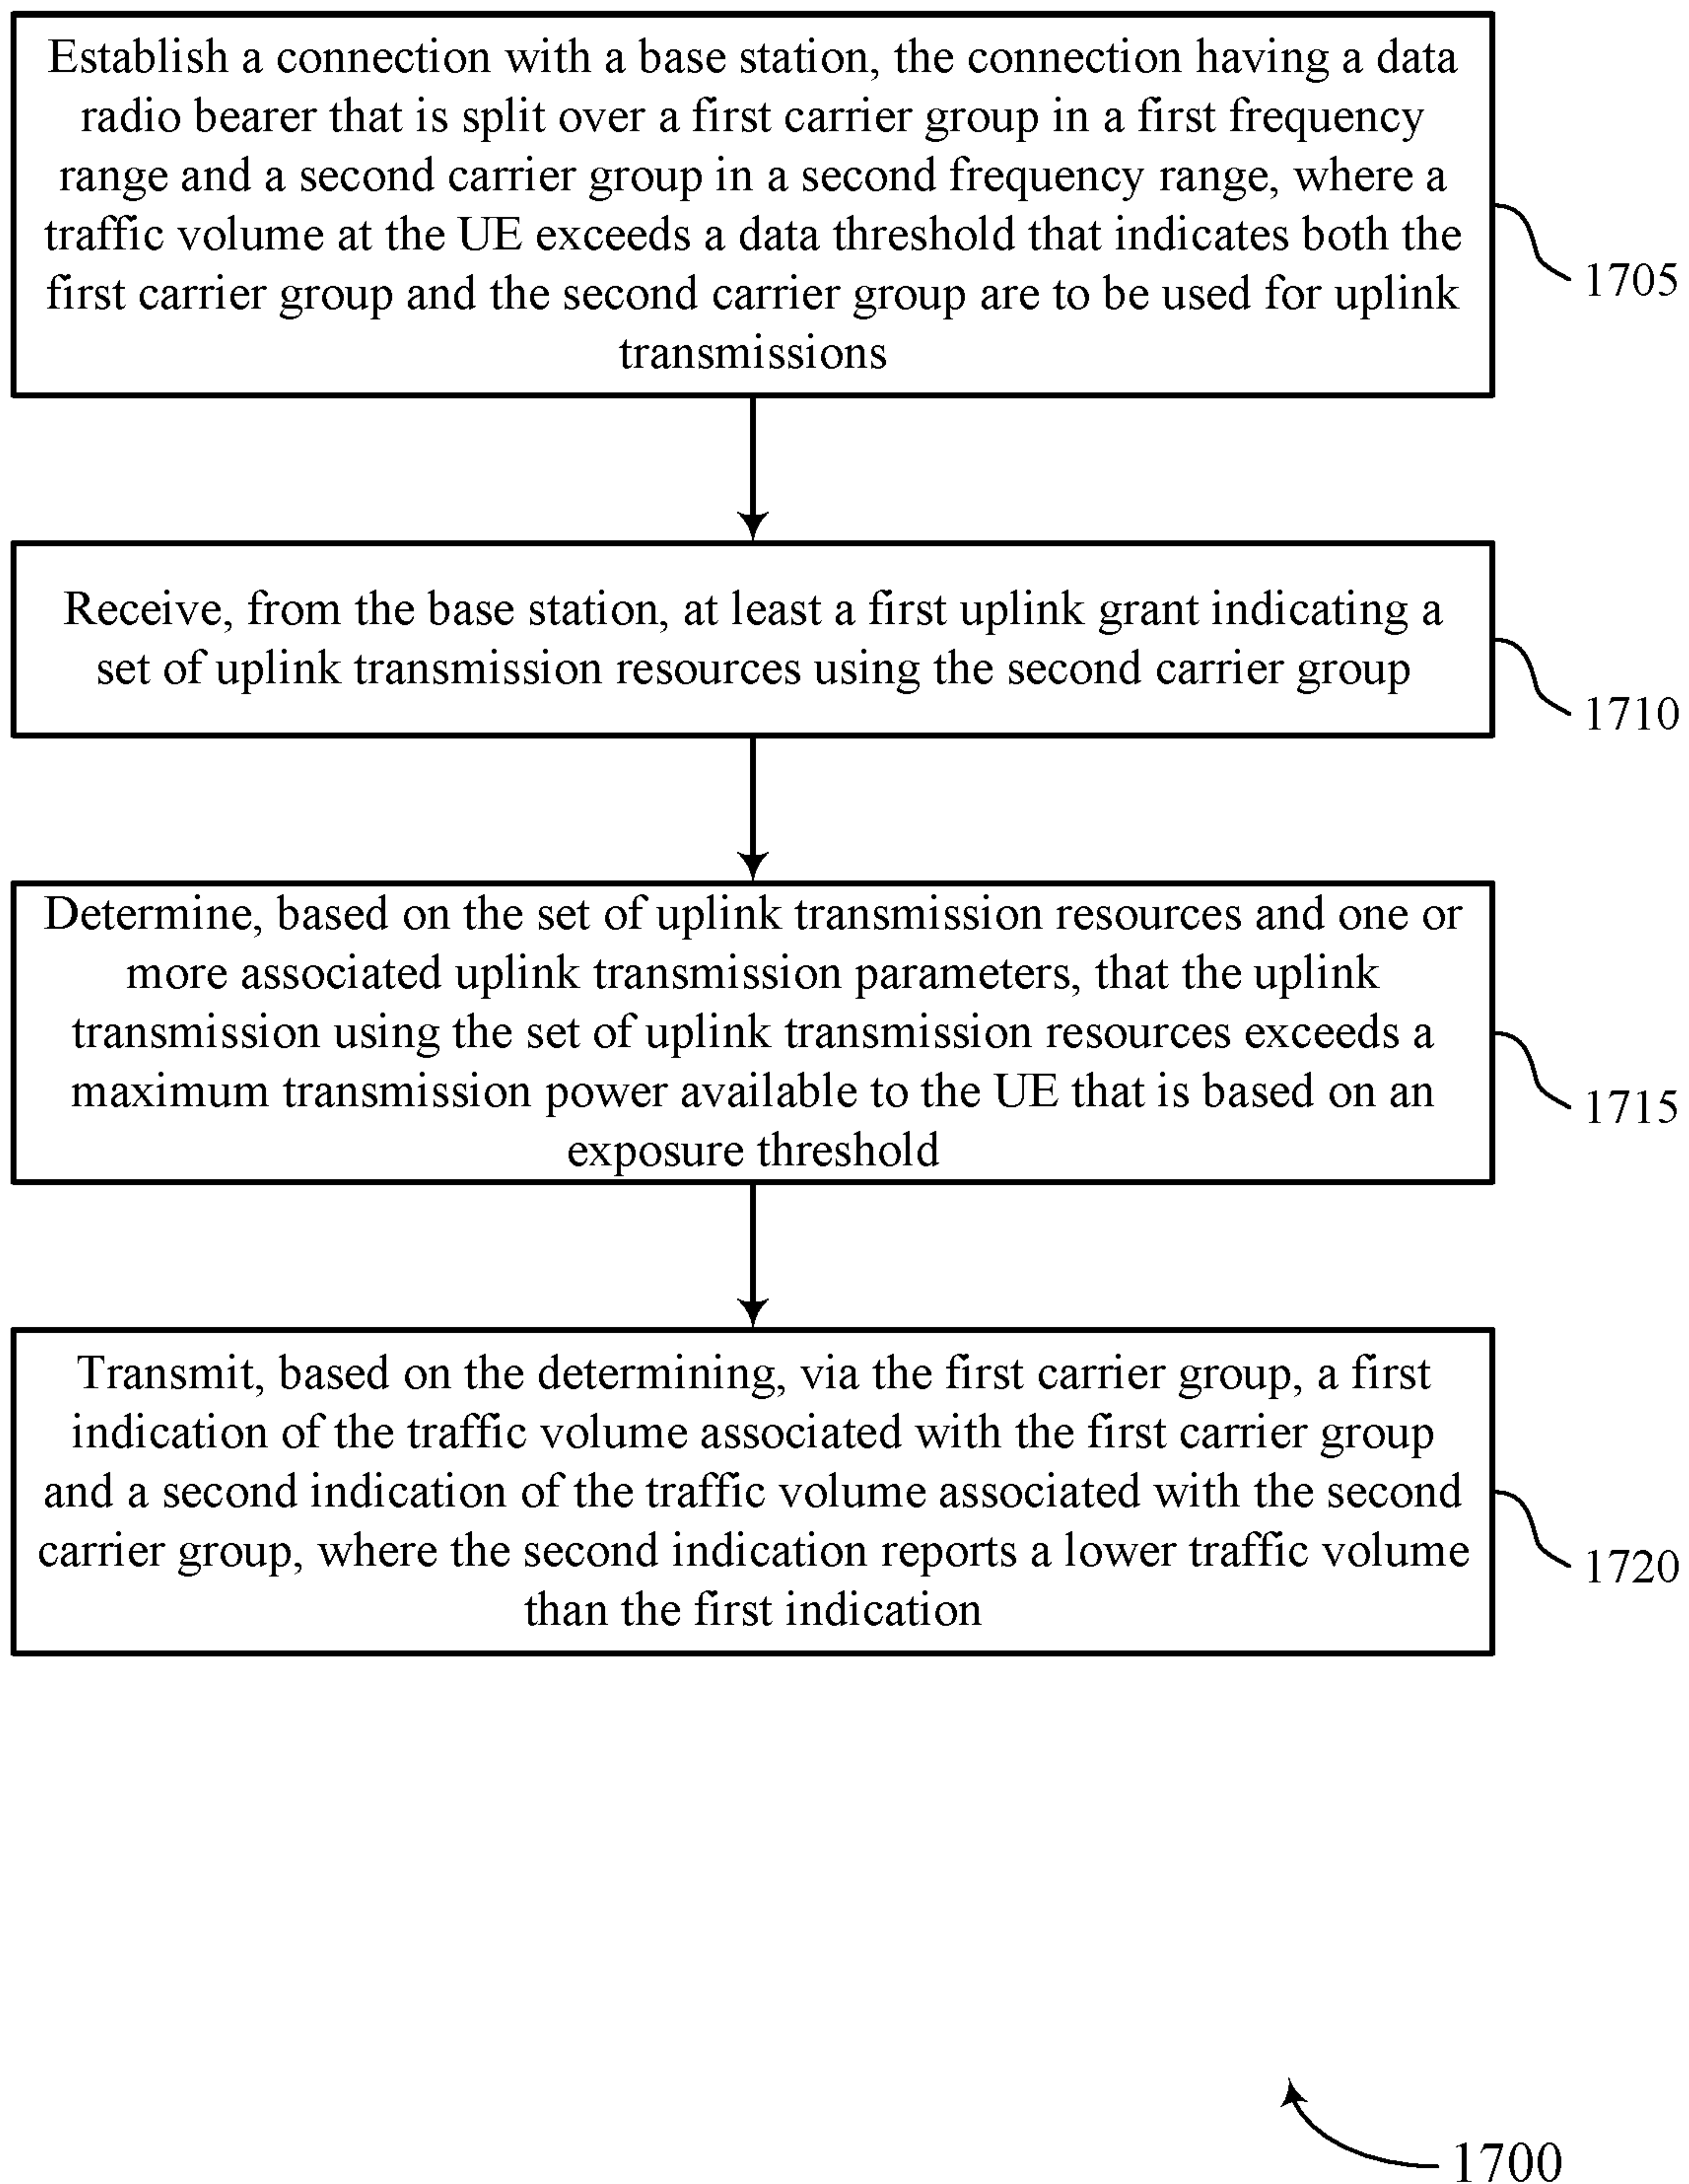 Establish a connection with a base station, the connection having a data
radio bearer that is split over a first carrier group in a first frequency
range and a second carrier group in a second frequency range, where a
traffic volume at the UE exceeds a data threshold that indicates both the
first carrier group and the second carrier group are to be used for uplink
transmissions
1705
Receive, from the base station, at least a first uplink grant indicating a
set of uplink transmission resources using the second carrier group
1710
Determine, based on the set of uplink transmission resources and one or
more associated uplink transmission parameters, that the uplink
transmission using the set of uplink transmission resources exceeds a
maximum transmission power available to the UE that is based on an
exposure threshold
1715
Transmit, based on the determining, via the first carrier group, a first
indication of the traffic volume associated with the first carrier group
and a second indication of the traffic volume associated with the second
carrier group, where the second indication reports a lower traffic volume
than the first indication
1720
1700